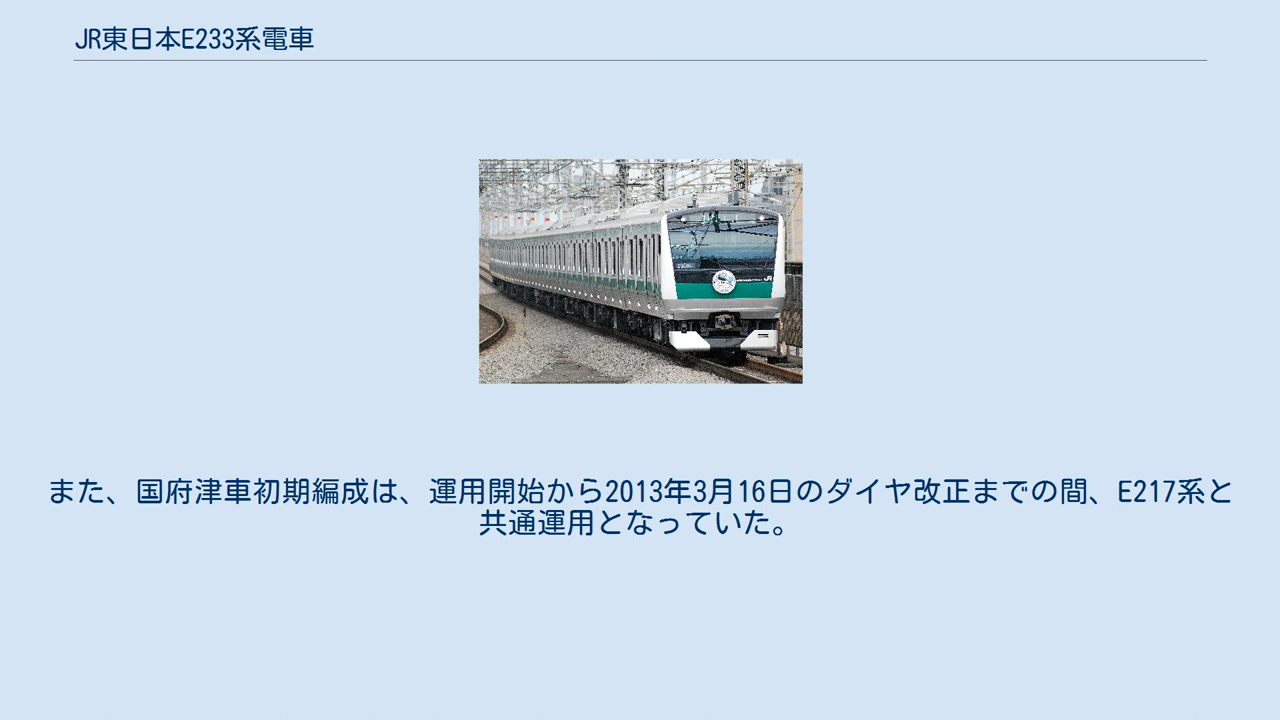 JR東日本E233系電車
JR
また、国府津車初期編成は、運用開始から2013年3月16日のダイヤ改正までの間、E217系と
共通運用となっていた。